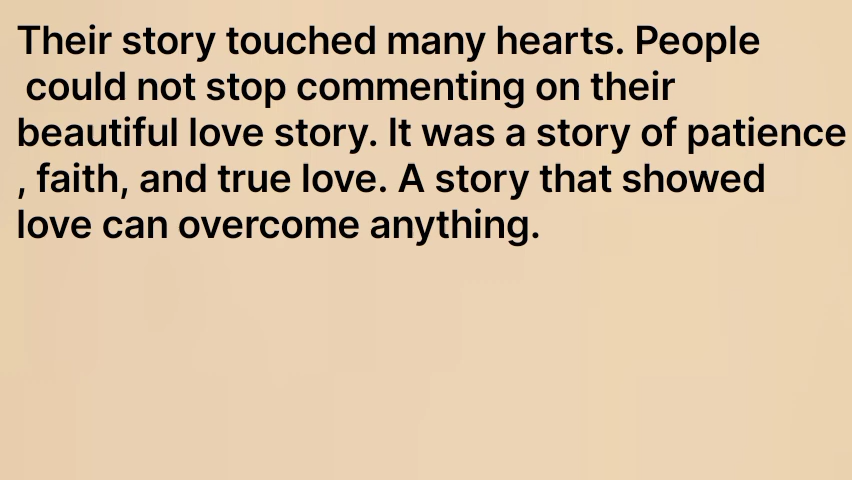 Their story touched many hearts. People
could not stop commenting on their
beautiful love story. It was a story of patience
, faith, and true love. A story that showed
love can overcome anything.